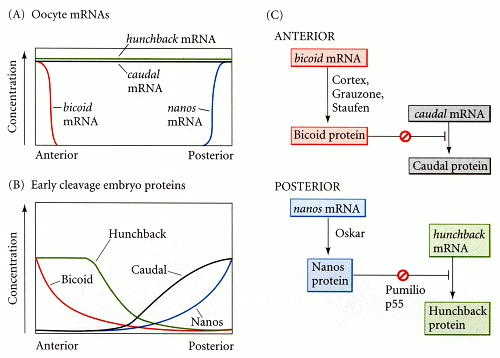 (A) Oocyte mRNAs
hunchback mRNA
caudal
mRNA
bicoid
mRNA
nanos
mRNA
Concentration
Anterior
Posterior
(B) Early cleavage embryo proteins
Hunchback
Bicoid
Caudal
Nanos
Concentration
Anterior
Posterior
(C)
ANTERIOR
bicoid mRNA
Cortex,
Grauzone,
Staufen
caudal mRNA
Bicoid protein
Caudal protein
POSTERIOR
nanos mRNA
Oskar
hunchback
mRNA
Nanos
protein
Pumilio
p55
Hunchback
protein